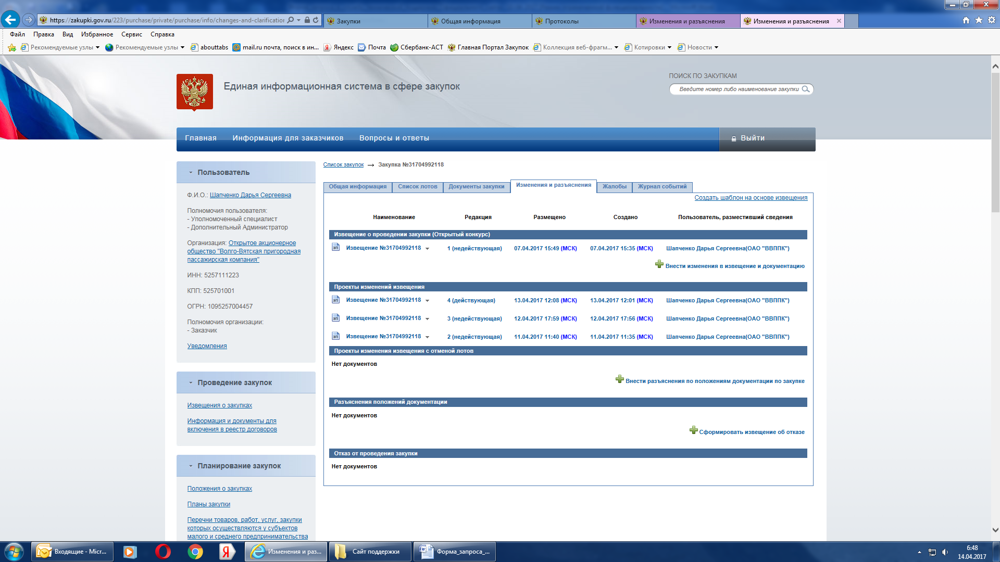 https://zakupki.gov.ru/223/purchase/private/purchase/info/changes-and-clarification
Закупки
Общая информация
Протоколы
Изменения и разъяснения
Изменения и разъяснения
Файл Правка Вид Избранное Сервис Справка
Рекомендуемые узлы Рекомендуемые узлы abouttabs mail.ru почта, поиск в ин... Яндекс Почта Сбербанк-АСТ Главная Портал Закупок Коллекция веб-фрагм... Котировки Новости
Единая информационная система в сфере закупок
ПОИСК ПО ЗАКУПКАМ
Введите номер либо наименование закупки
Главная Информация для заказчиков Вопросы и ответы Выйти
Пользователь
Ф.И.О.: Шапченко Дарья Сергеевна
Полномочия пользователя:
- Уполномоченный специалист
- Дополнительный Администратор
Организация: Открытое акционерное
общество "Волго-Вятская пригородная
пассажирская компания"
ИНН: 5257111223
КПП: 525701001
ОГРН: 1095257004457
Полномочия организации:
- Заказчик
Уведомления
Проведение закупок
Извещения о закупках
Информация и документы для
включения в реестр договоров
Планирование закупок
Положения о закупках
Планы закупки
Перечни товаров, работ, услуг, закупки
которых осуществляются у субъектов
малого и среднего предпринимательства
Список закупок → Закупка №31704992118
Общая информация Список лотов Документы закупки Изменения и разъяснения Жалобы Журнал событий
Создать шаблон на основе извещения
Наименование Редакция Размещено Создано Пользователь, разместивший сведения
Извещение о проведении закупки (Открытый конкурс)
эп Извещение №31704992118 1 (недействующая) 07.04.2017 15:49 (МСК) 07.04.2017 15:35 (МСК) Шапченко Дарья Сергеевна(ОАО "ВВППК")
Внести изменения в извещение и документацию
Проекты изменений извещения
эп Извещение №31704992118 4 (действующая) 13.04.2017 12:08 (МСК) 13.04.2017 12:01 (МСК) Шапченко Дарья Сергеевна(ОАО "ВВППК")
эп Извещение №31704992118 3 (недействующая) 12.04.2017 17:59 (МСК) 12.04.2017 17:56 (МСК) Шапченко Дарья Сергеевна(ОАО "ВВППК")
эп Извещение №31704992118 2 (недействующая) 11.04.2017 11:40 (МСК) 11.04.2017 11:35 (МСК) Шапченко Дарья Сергеевна(ОАО "ВВППК")
Проекты изменения извещения с отменой лотов
Нет документов
Внести разъяснения по положениям документации по закупке
Разъяснения положений документации
Нет документов
Сформировать извещение об отказе
Отказ от проведения закупки
Нет документов
Входящие - Micr...
Изменения и раз...
Сайт поддержки
Форма_запроса_...
6:48
14.04.2017